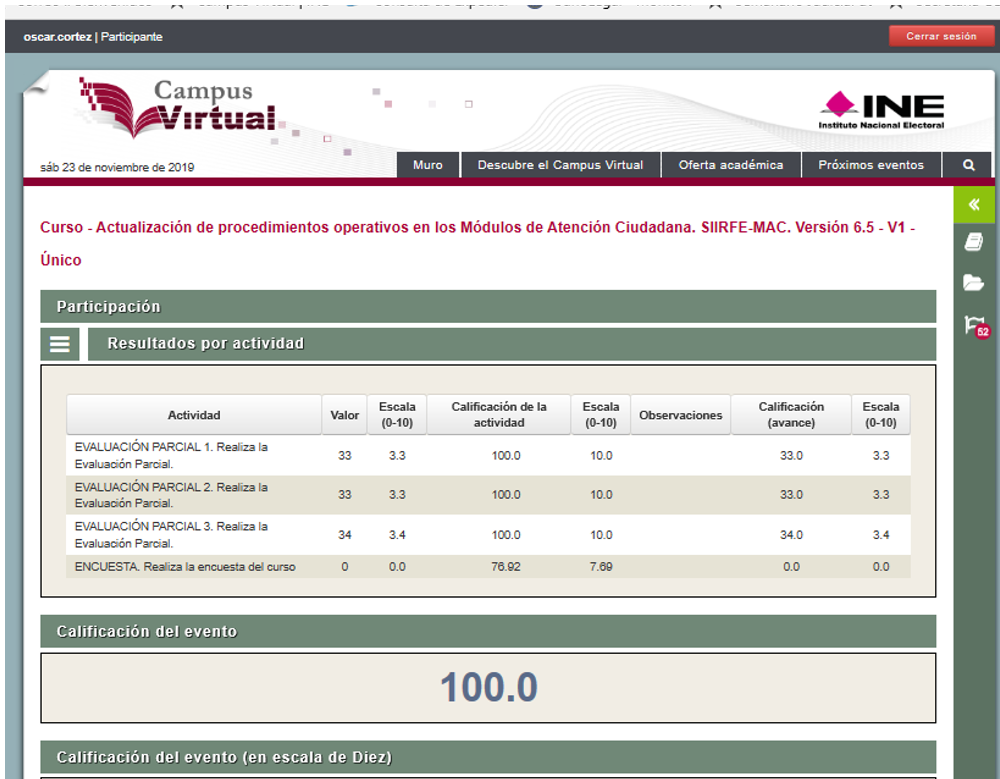 oscar.cortez | Participante
Cerrar sesión
Campus
Virtual
INE
Instituto Nacional Electoral
sáb 23 de noviembre de 2019
Muro
Descubre el Campus Virtual
Oferta académica
Próximos eventos
Curso - Actualización de procedimientos operativos en los Módulos de Atención Ciudadana. SIIRFE-MAC. Versión 6.5 - V1 -
Único
52
Participación
Resultados por actividad
Actividad Valor Escala (0-10) Calificación de la actividad Escala (0-10) Observaciones Calificación (avance) Escala (0-10)
EVALUACIÓN PARCIAL 1. Realiza la
Evaluación Parcial. 33 3.3 100.0 10.0 33.0 3.3
EVALUACIÓN PARCIAL 2. Realiza la
Evaluación Parcial. 33 3.3 100.0 10.0 33.0 3.3
EVALUACIÓN PARCIAL 3. Realiza la
Evaluación Parcial. 34 3.4 100.0 10.0 34.0 3.4
ENCUESTA. Realiza la encuesta del curso 0 0.0 76.92 7.69 0.0 0.0
Calificación del evento
100.0
Calificación del evento (en escala de Diez)